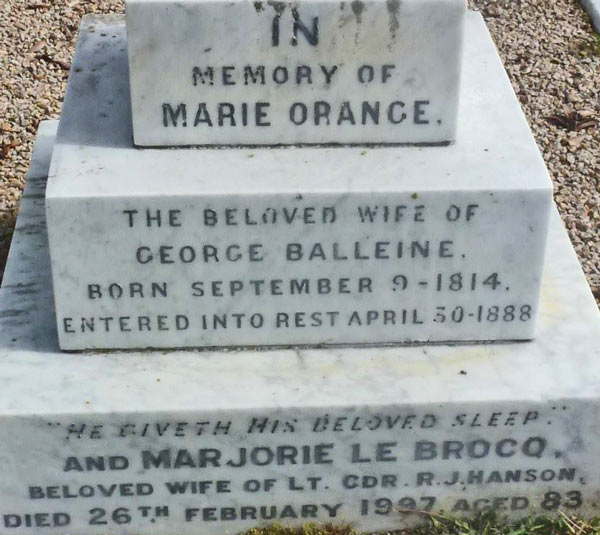 IN
MEMORY OF
MARIE ORANGE.
THE BELOVED WIFE OF
GEORGE BALLEINE.
BORN SEPTEMBER 9-1814.
ENTERED INTO REST APRIL 30-1888
"HE GIVETH HIS BELOVED SLEEP."
AND MARJORIE LE BROCQ,
BELOVED WIFE OF LT. CDR. R.J.HANSON,
DIED 26TH FEBRUARY 1997, AGED 83.